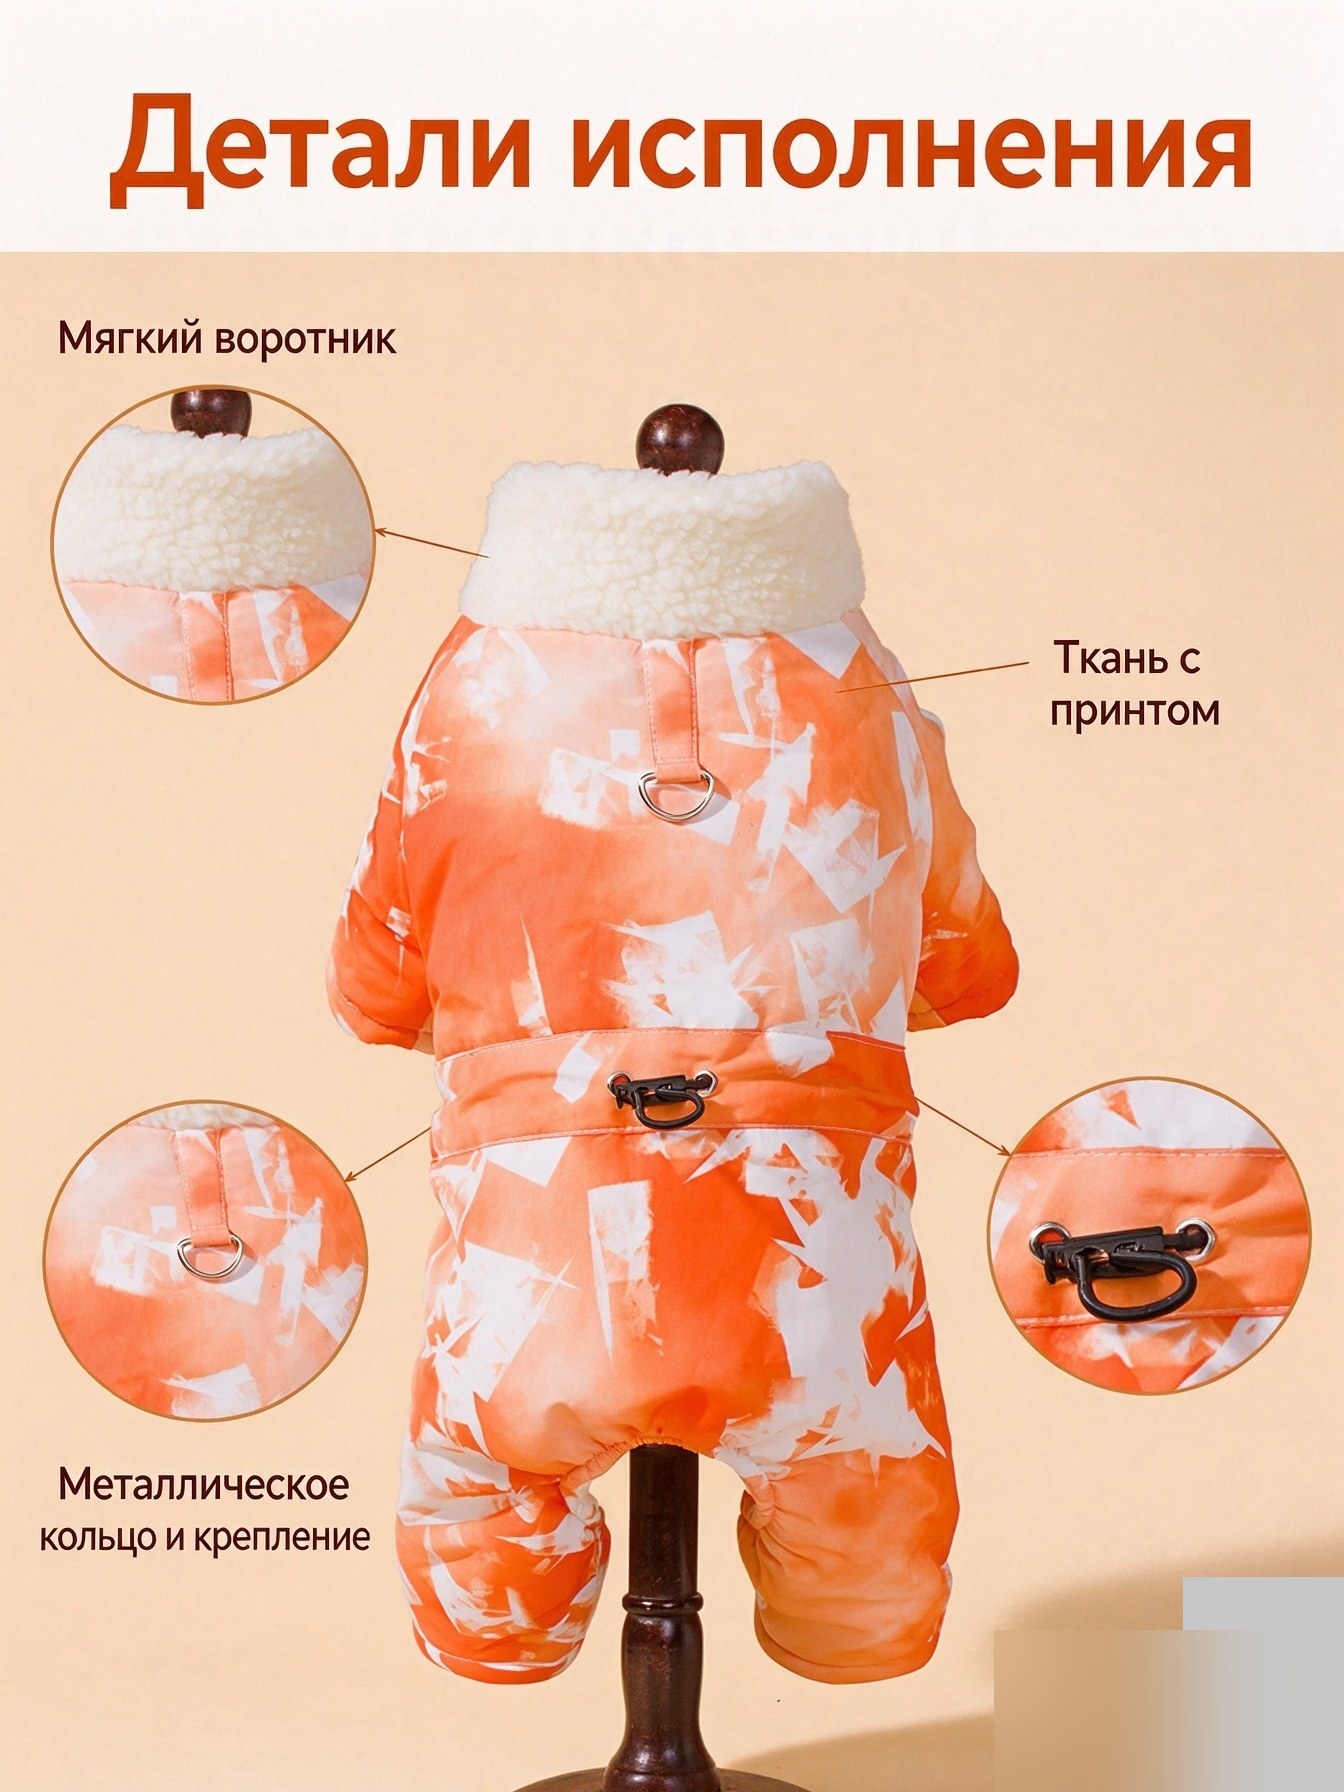 Детали исполнения
Мягкий воротник
Ткань с
принтом
Металлическое
кольцо и крепление